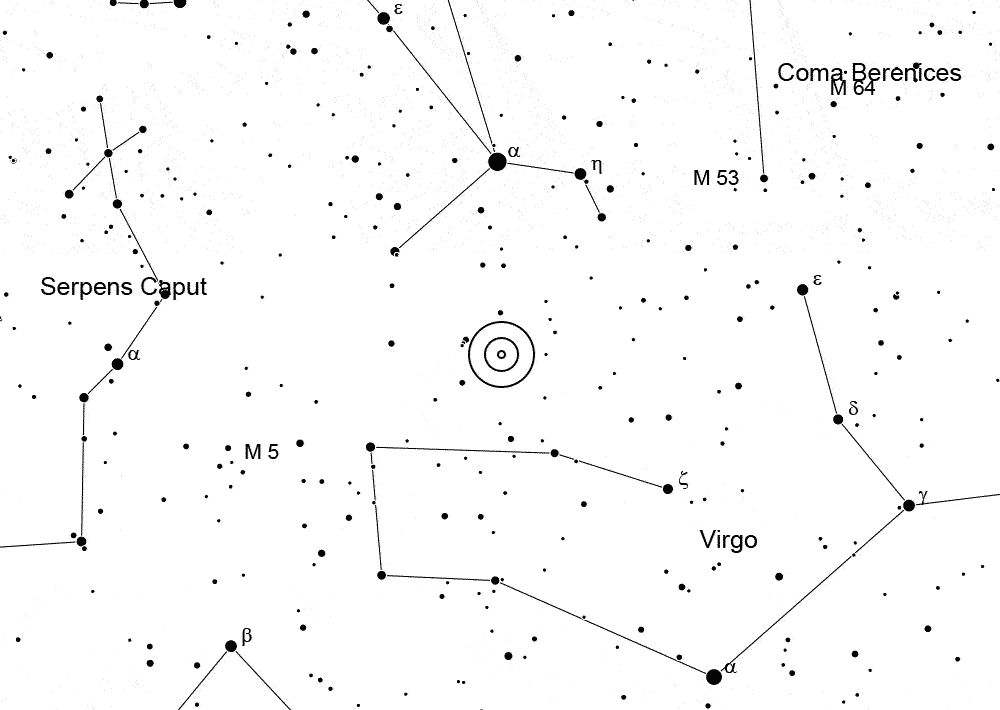 ε
Coma Berenices
M 64
α
η
M 53
Serpens Caput
ε
α
δ
M 5
ζ
γ
Virgo
β
α